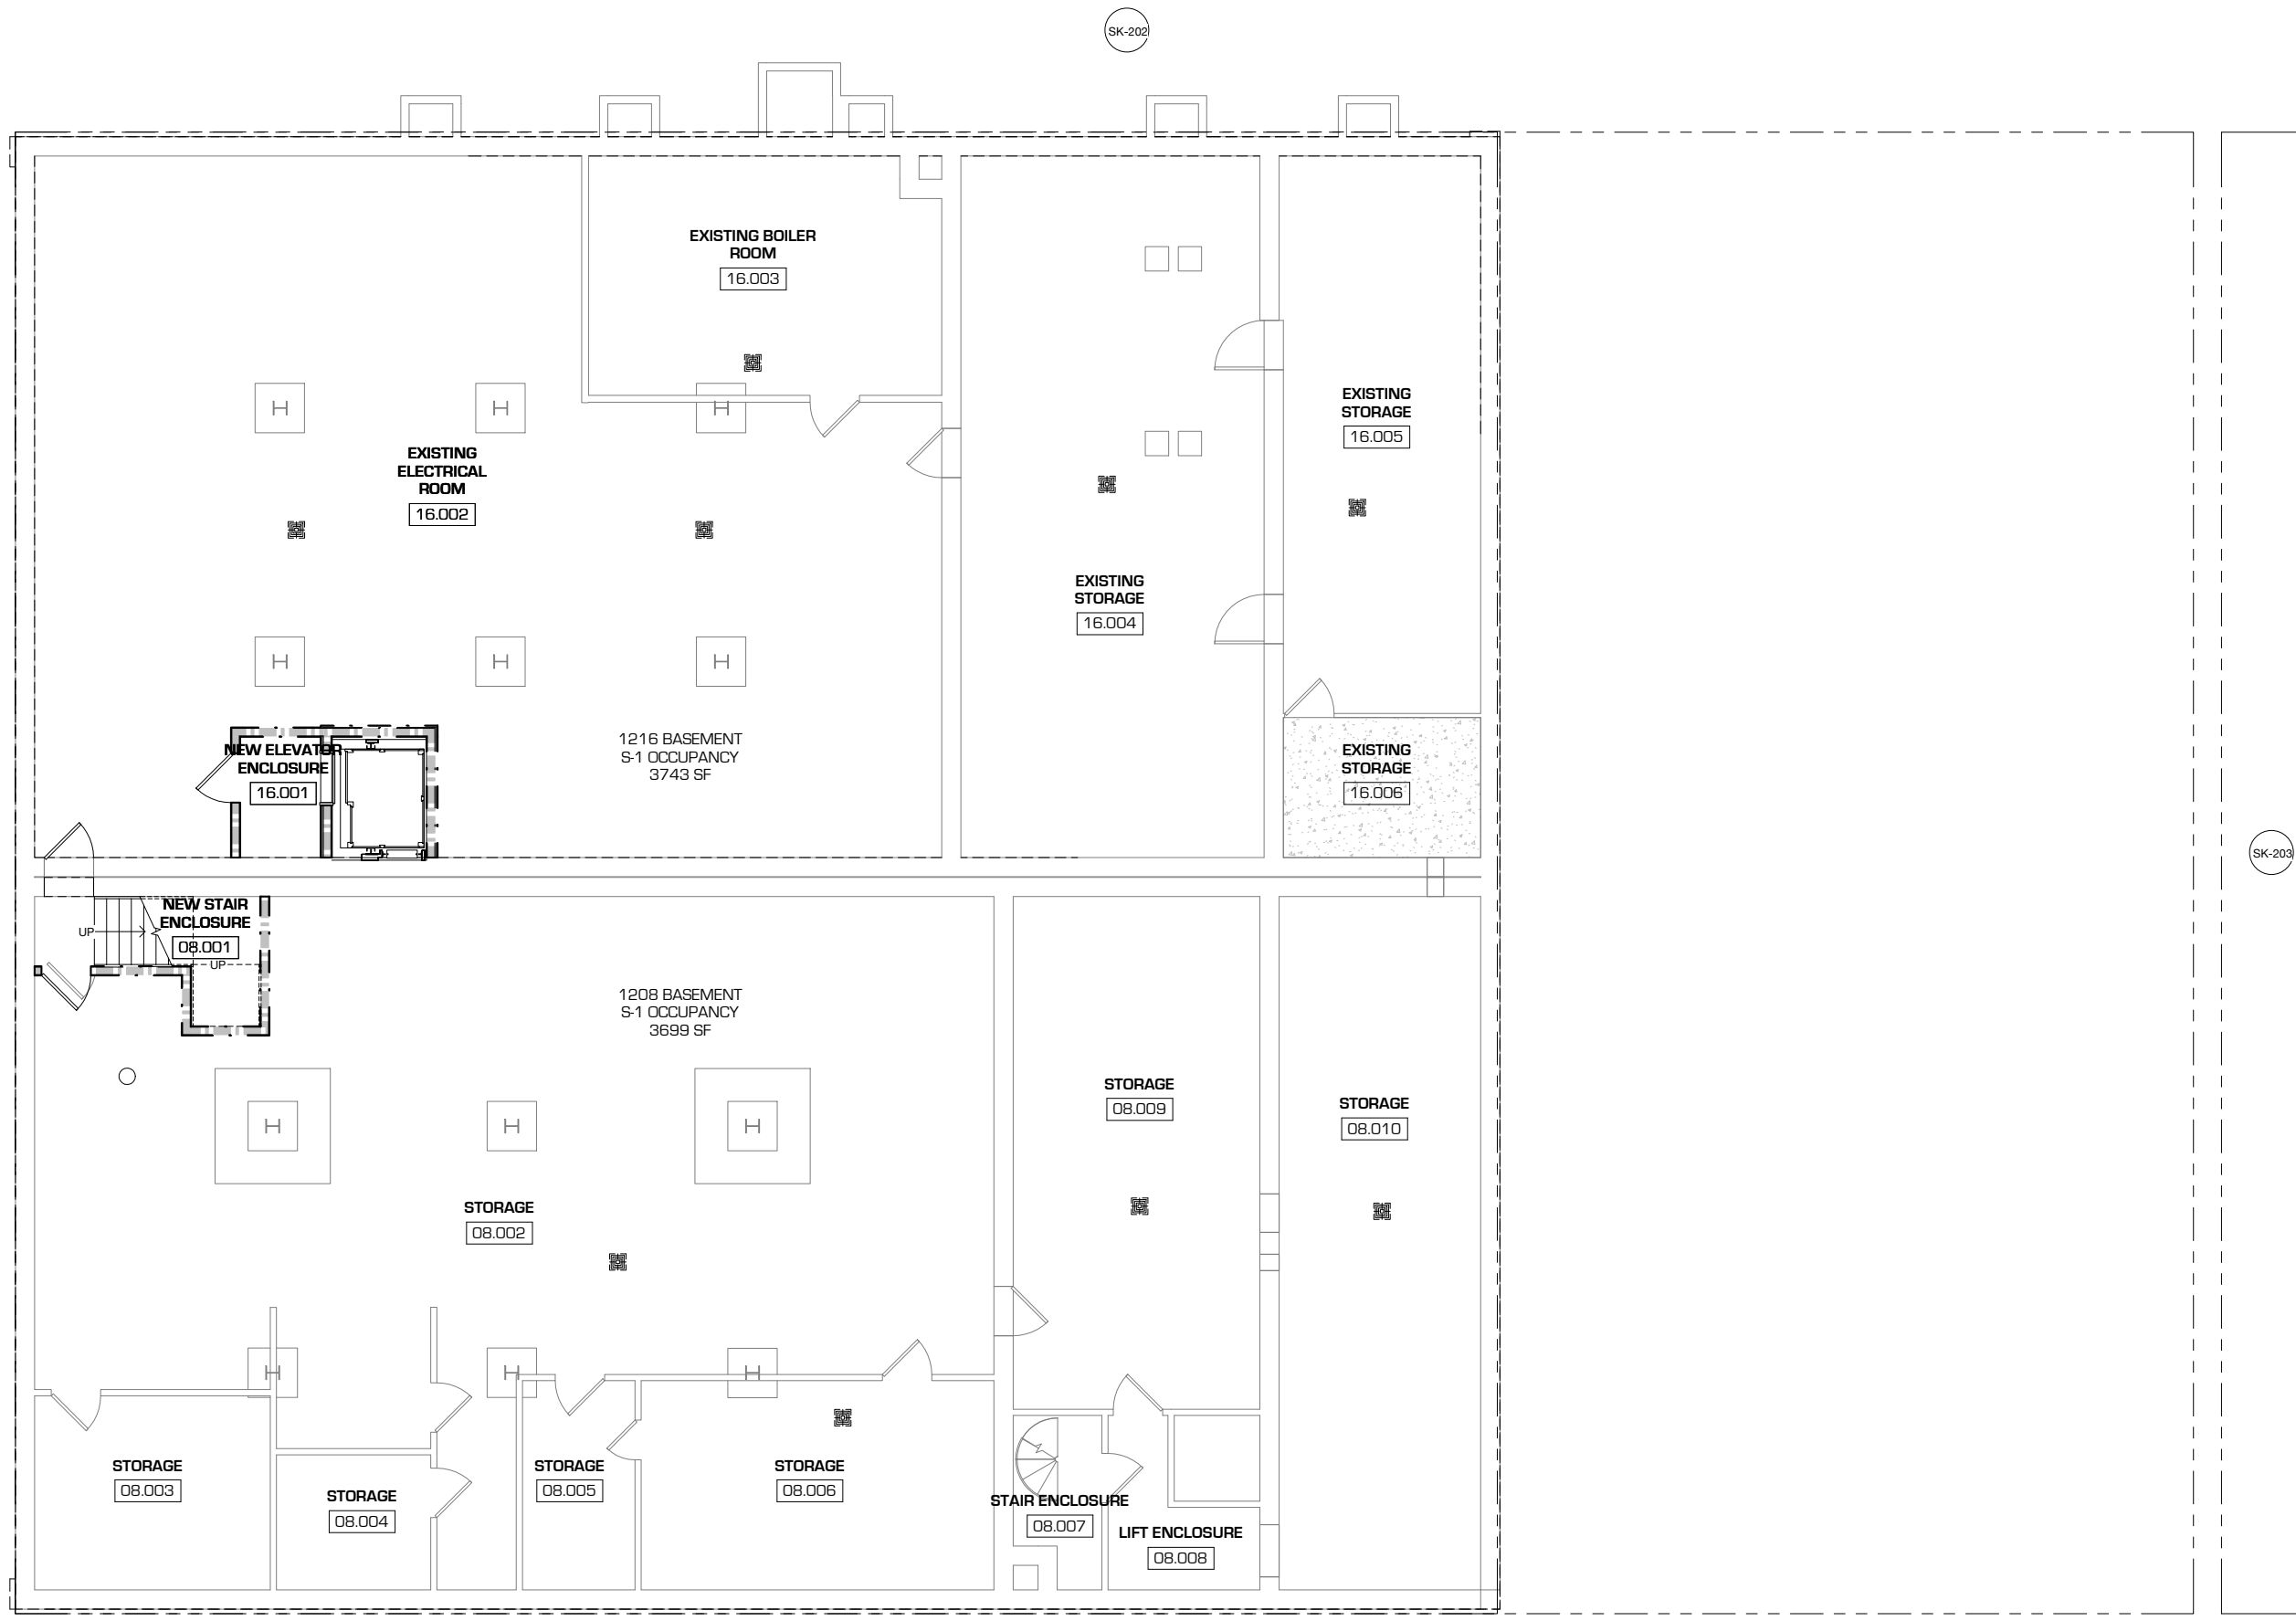 SK-202
EXISTING BOILER
ROOM
16.003
EXISTING
STORAGE
16.005
EXISTING
ELECTRICAL
ROOM
16.002
EXISTING
STORAGE
16.004
1216 BASEMENT
S-1 OCCUPANCY
3743 SF
NEW ELEVATOR
ENCLOSURE
16.001
EXISTING
STORAGE
16.006
SK-203
NEW STAIR
ENCLOSURE
08.001
UP
UP
1208 BASEMENT
S-1 OCCUPANCY
3699 SF
STORAGE
08.009
STORAGE
08.010
STORAGE
08.002
STORAGE
08.003
STORAGE
08.004
STORAGE
08.005
STORAGE
08.006
STAIR ENCLOSURE
08.007
LIFT ENCLOSURE
08.008